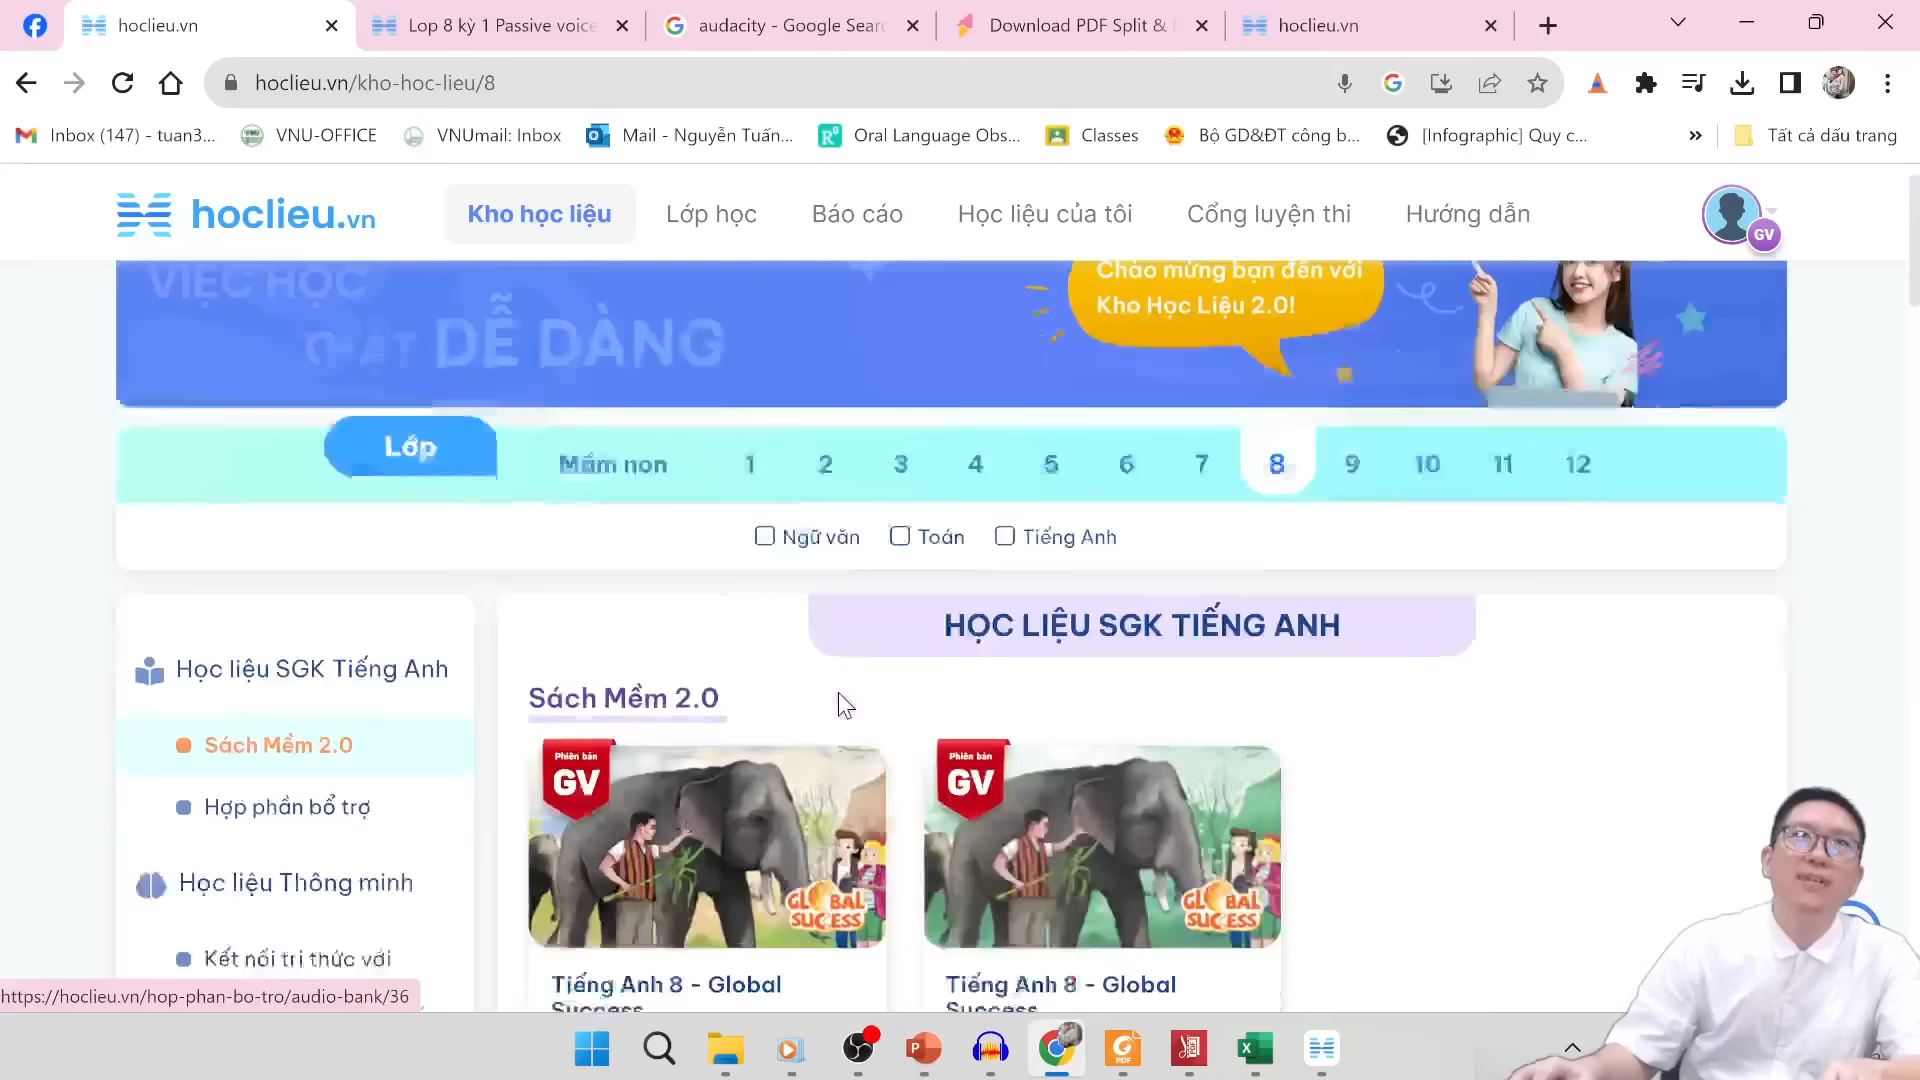 hoclieu.vn
Lop 8 kỳ 1 Passive voice
audacity - Google Sear
Download PDF Split &
hoclieu.vn
hoclieu.vn/kho-hoc-lieu/8
Inbox (147) - tuan3...
VNU-OFFICE
VNUmail: Inbox
Mail - Nguyễn Tuấn...
Oral Language Obs...
Classes
Bộ GD&ĐT công b...
[Infographic] Quy c...
»
Tất cả dấu trang
hoclieu.vn
Kho học liệu
Lớp học
Báo cáo
Học liệu của tôi
Cổng luyện thi
Hướng dẫn
GV
VIỆC HỌC
DỄ DÀNG
Chào mừng bạn đến với
Kho Học Liệu 2.0!
Lớp
Mầm non
1
2
3
4
5
6
7
8
9
10
11
12
Ngữ văn
Toán
Tiếng Anh
Học liệu SGK Tiếng Anh
Sách Mềm 2.0
Hợp phần bổ trợ
Học liệu Thông minh
Kết nối tri thức với
HỌC LIỆU SGK TIẾNG ANH
Sách Mềm 2.0
Phiên bản
GV
GLOBAL
SUCCESS
Tiếng Anh 8 - Global
Success
Phiên bản
GV
GLOBAL
SUCCESS
Tiếng Anh 8 - Global
Success
https://hoclieu.vn/hop-phan-bo-tro/audio-bank/36